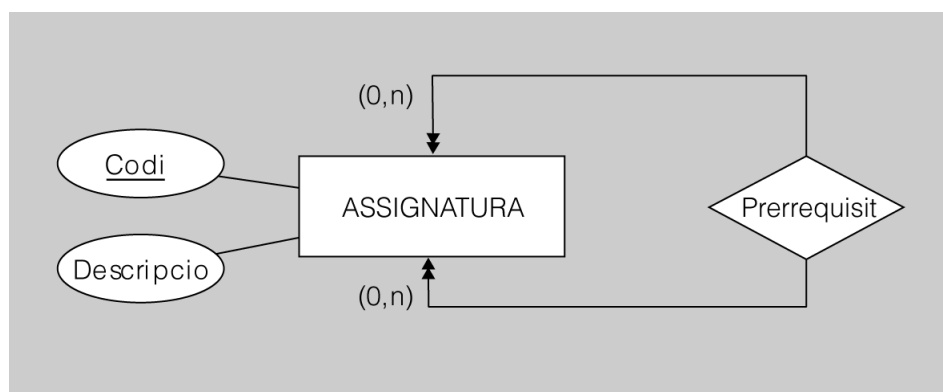 (0,n)
Codi
ASSIGNATURA
Prerrequisit
Descripcio
(0,n)